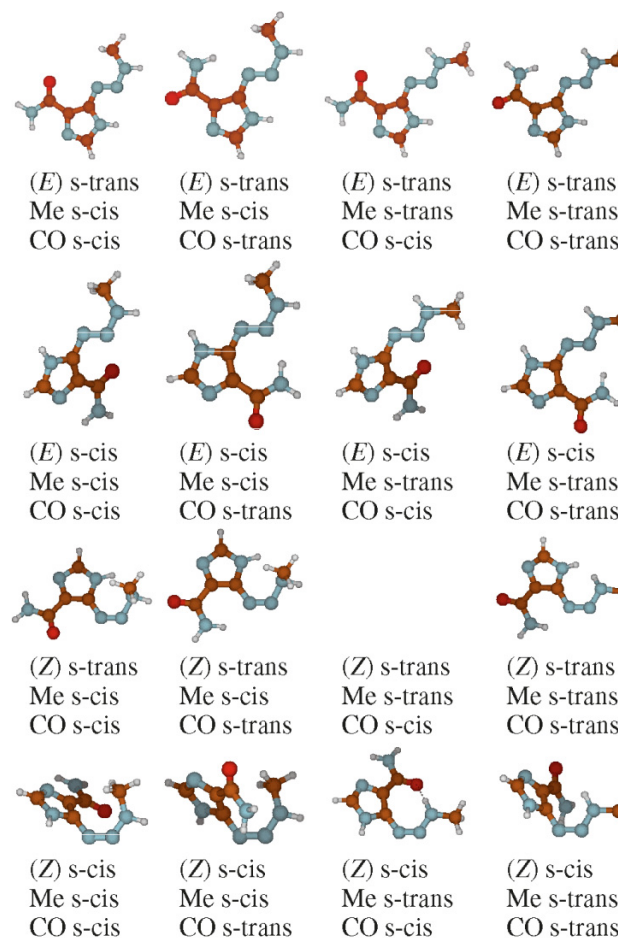 (E) s-trans (E) s-trans (E) s-trans (E) s-trans
Me s-cis Me s-cis Me s-trans Me s-trans
CO s-cis CO s-trans CO s-cis CO s-trans
(E) s-cis (E) s-cis (E) s-cis (E) s-cis
Me s-cis Me s-cis Me s-trans Me s-trans
CO s-cis CO s-trans CO s-cis CO s-trans
(Z) s-trans (Z) s-trans (Z) s-trans (Z) s-trans
Me s-cis Me s-cis Me s-trans Me s-trans
CO s-cis CO s-trans CO s-cis CO s-trans
(Z) s-cis (Z) s-cis (Z) s-cis (Z) s-cis
Me s-cis Me s-cis Me s-trans Me s-trans
CO s-cis CO s-trans CO s-cis CO s-trans